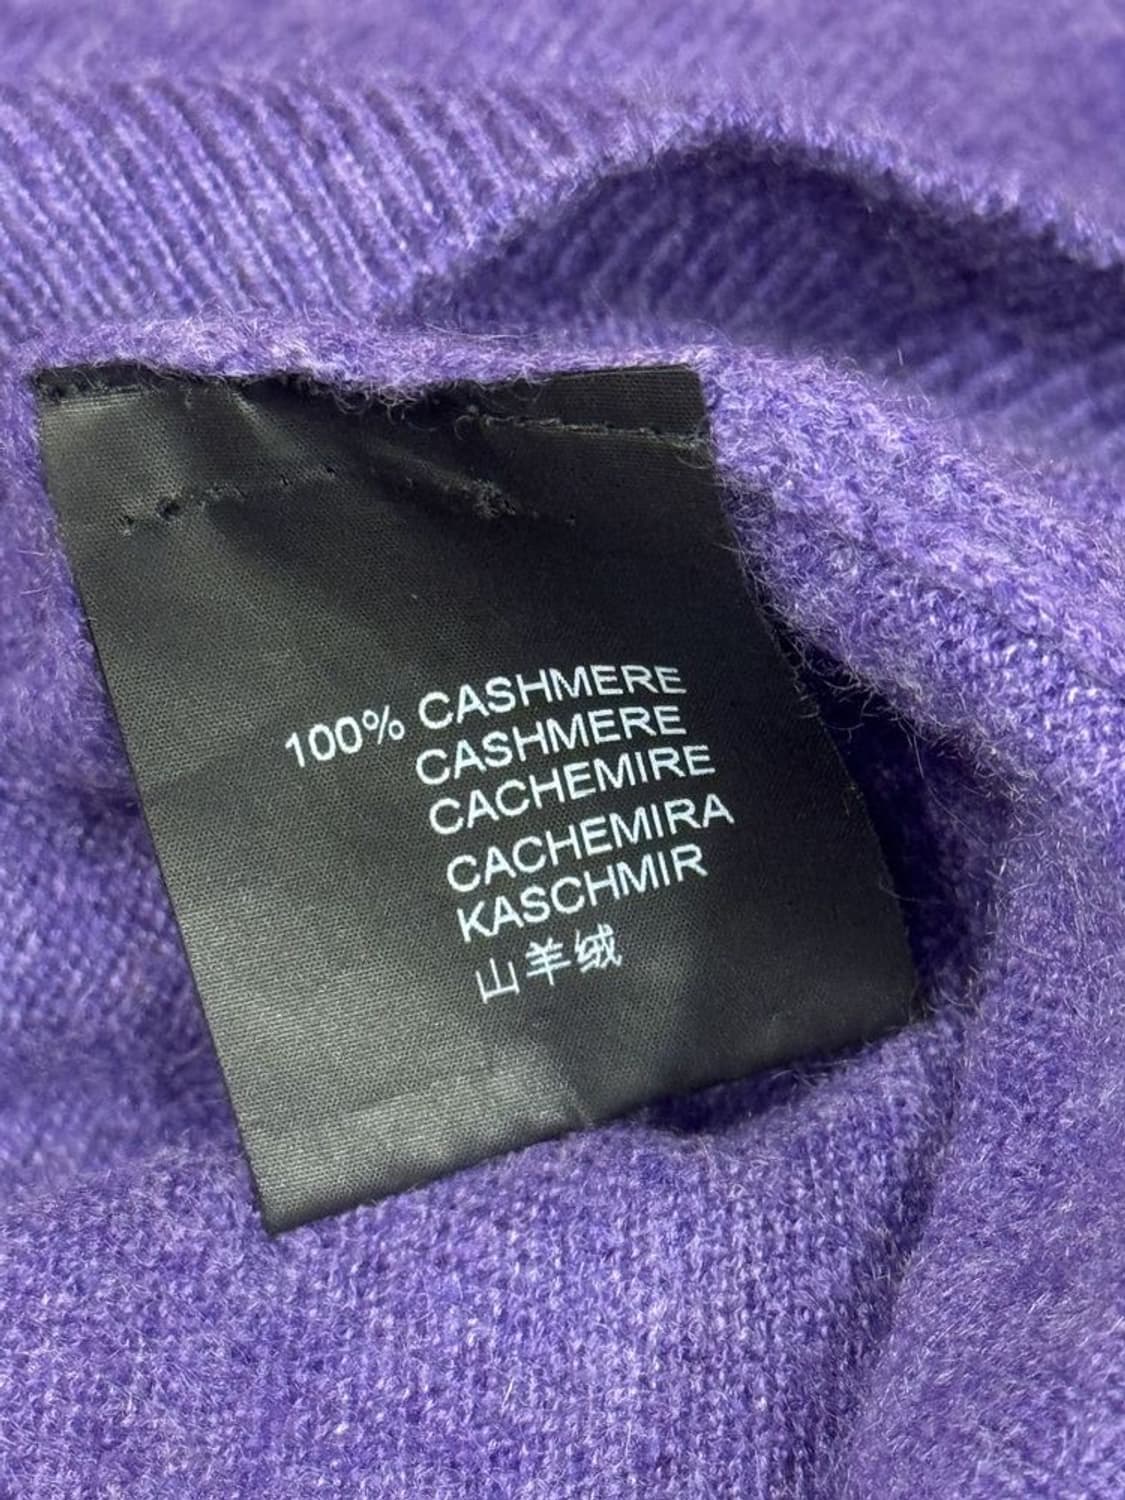 100% CASHMERE
CASHMERE
CACHEMIRE
CACHEMIRA
KASCHMIR
山羊绒